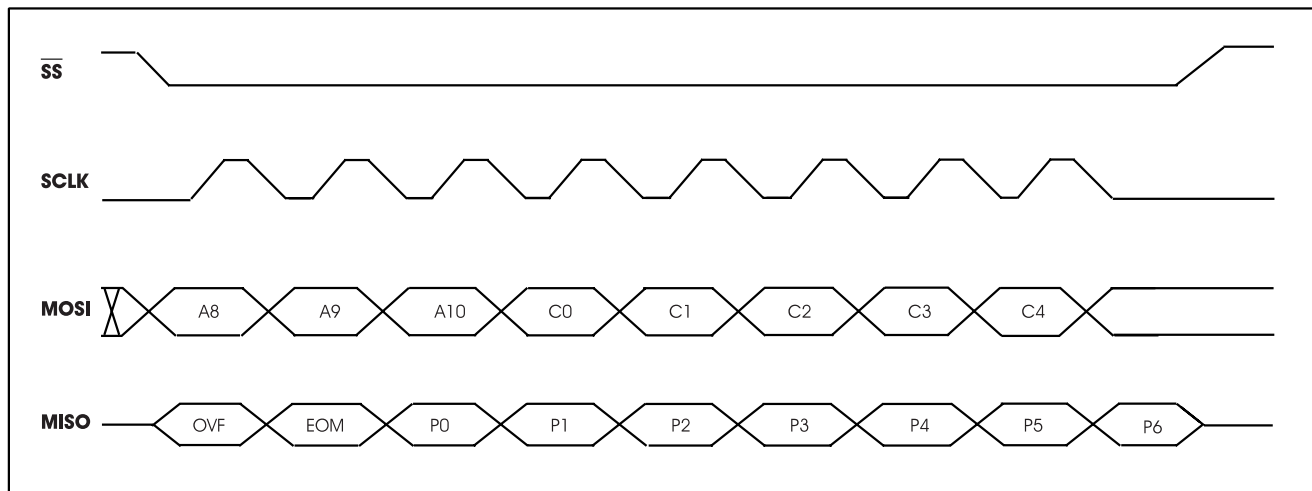 SS
SCLK
MOSI A8 A9 A10 C0 C1 C2 C3 C4
MISO OVF EOM P0 P1 P2 P3 P4 P5 P6